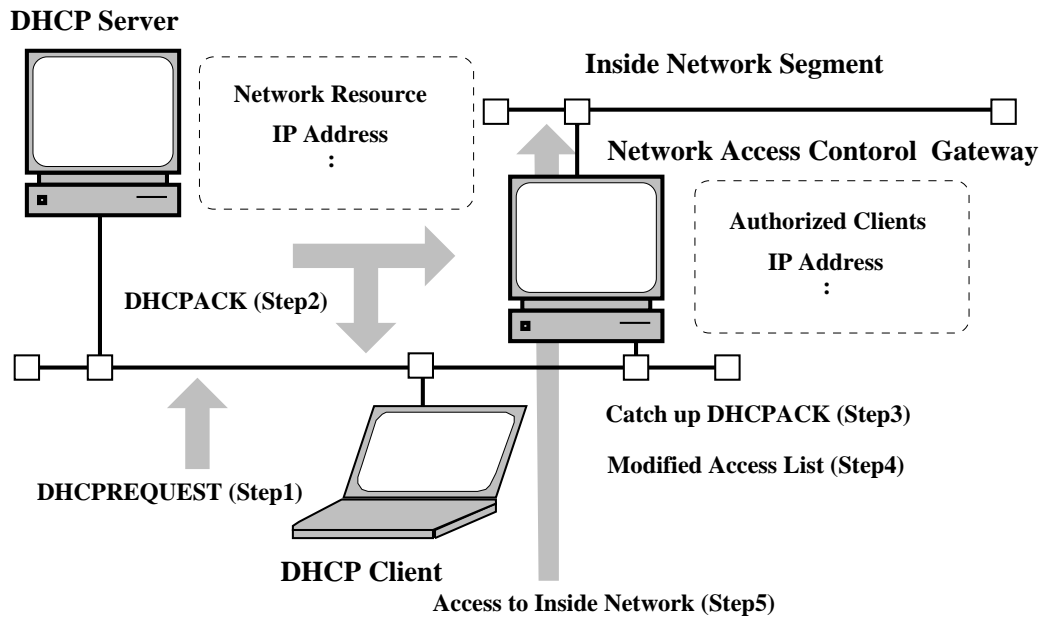 DHCP Server
Network Resource
IP Address
:
Inside Network Segment
Network Access Contorol Gateway
Authorized Clients
IP Address
:
DHCPACK (Step2)
Catch up DHCPACK (Step3)
Modified Access List (Step4)
DHCPREQUEST (Step1)
DHCP Client
Access to Inside Network (Step5)